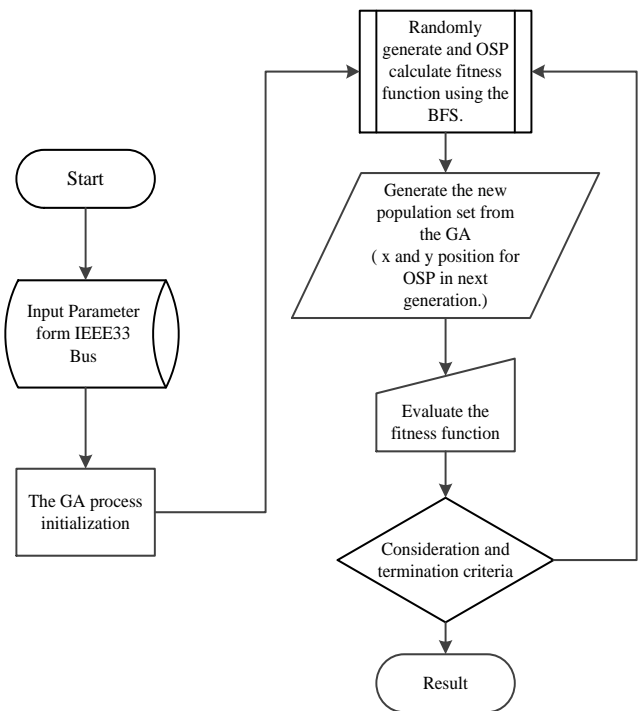 Start
Input Parameter
form IEEE33
Bus
The GA process
initialization
Randomly
generate and OSP
calculate fitness
function using the
BFS.
Generate the new
population set from
the GA
( x and y position for
OSP in next
generation.)
Evaluate the
fitness function
Consideration and
termination criteria
Result